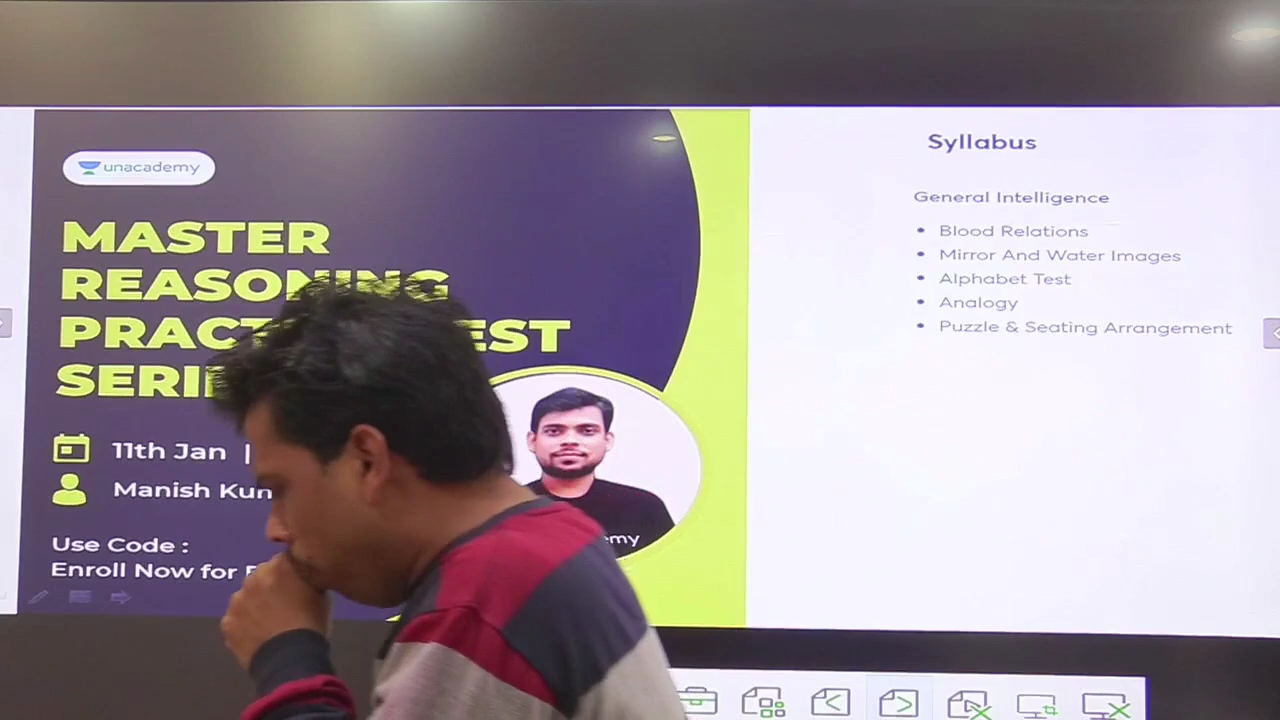 unacademy
MASTER
REASONING
PRACT EST
SERI
11th Jan |
Manish Kun
Use Code :
Enroll Now for
emy
Syllabus
General Intelligence
• Blood Relations
• Mirror And Water Images
• Alphabet Test
• Analogy
• Puzzle & Seating Arrangement